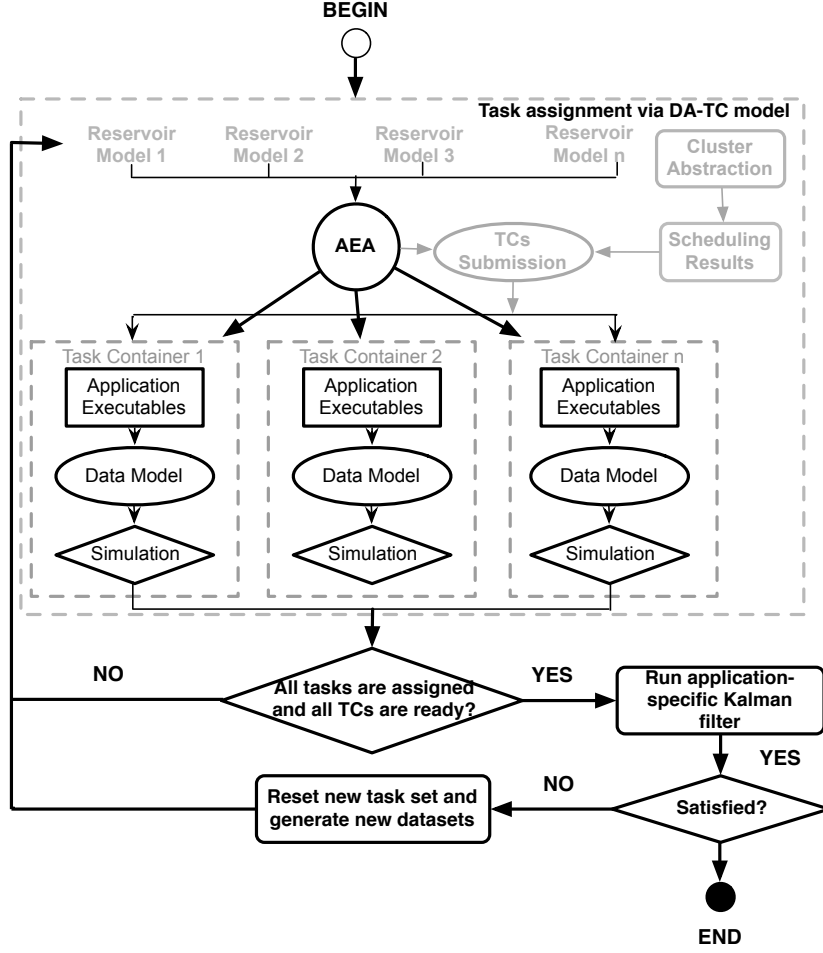 BEGIN
Task assignment via DA-TC model
Reservoir
Model 1
Reservoir
Model 2
Reservoir
Model 3
Reservoir
Model n
Cluster
Abstraction
AEA
TCs
Submission
Scheduling
Results
Task Container 1
Task Container 2
Task Container n
Application
Executables
Application
Executables
Application
Executables
Data Model
Data Model
Data Model
Simulation
Simulation
Simulation
NO
All tasks are assigned
and all TCs are ready?
YES
Run application-
specific Kalman
filter
YES
Reset new task set and
generate new datasets
NO
Satisfied?
END